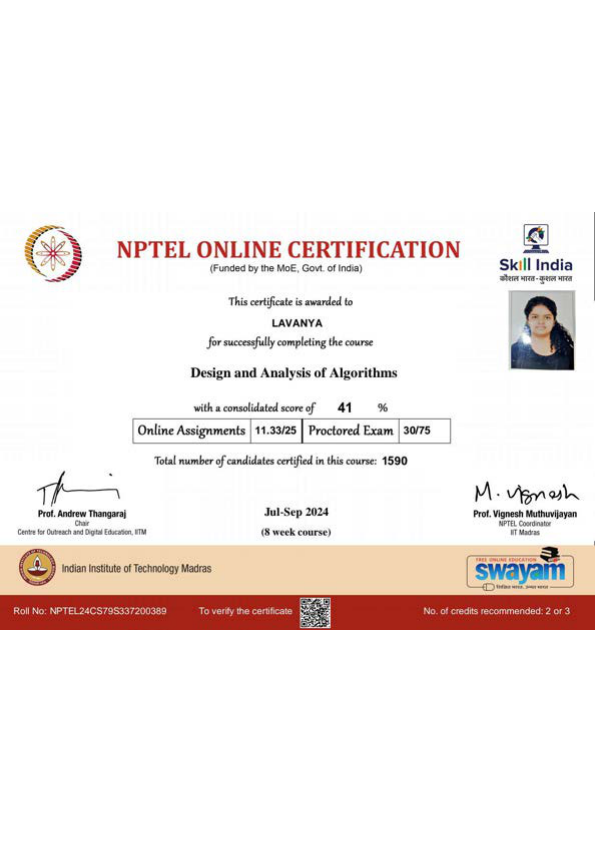 NPTEL ONLINE CERTIFICATION
(Funded by the MoE, Govt. of India)
Skill India
कौशल भारत - कुशल भारत
This certificate is awarded to
LAVANYA
for successfully completing the course
Design and Analysis of Algorithms
with a consolidated score of 41 %
Online Assignments 11.33/25 Proctored Exam 30/75
Total number of candidates certified in this course: 1590
M. Vignesh
Prof. Andrew Thangaraj
Chair
Centre for Outreach and Digital Education, IITM
Jul-Sep 2024
(8 week course)
Prof. Vignesh Muthuvijayan
NPTEL Coordinator
IIT Madras
Indian Institute of Technology Madras
FREE ONLINE EDUCATION
swayam
शिक्षित भारत, उन्नत भारत
Roll No: NPTEL24CS79S337200389
To verify the certificate
No. of credits recommended: 2 or 3